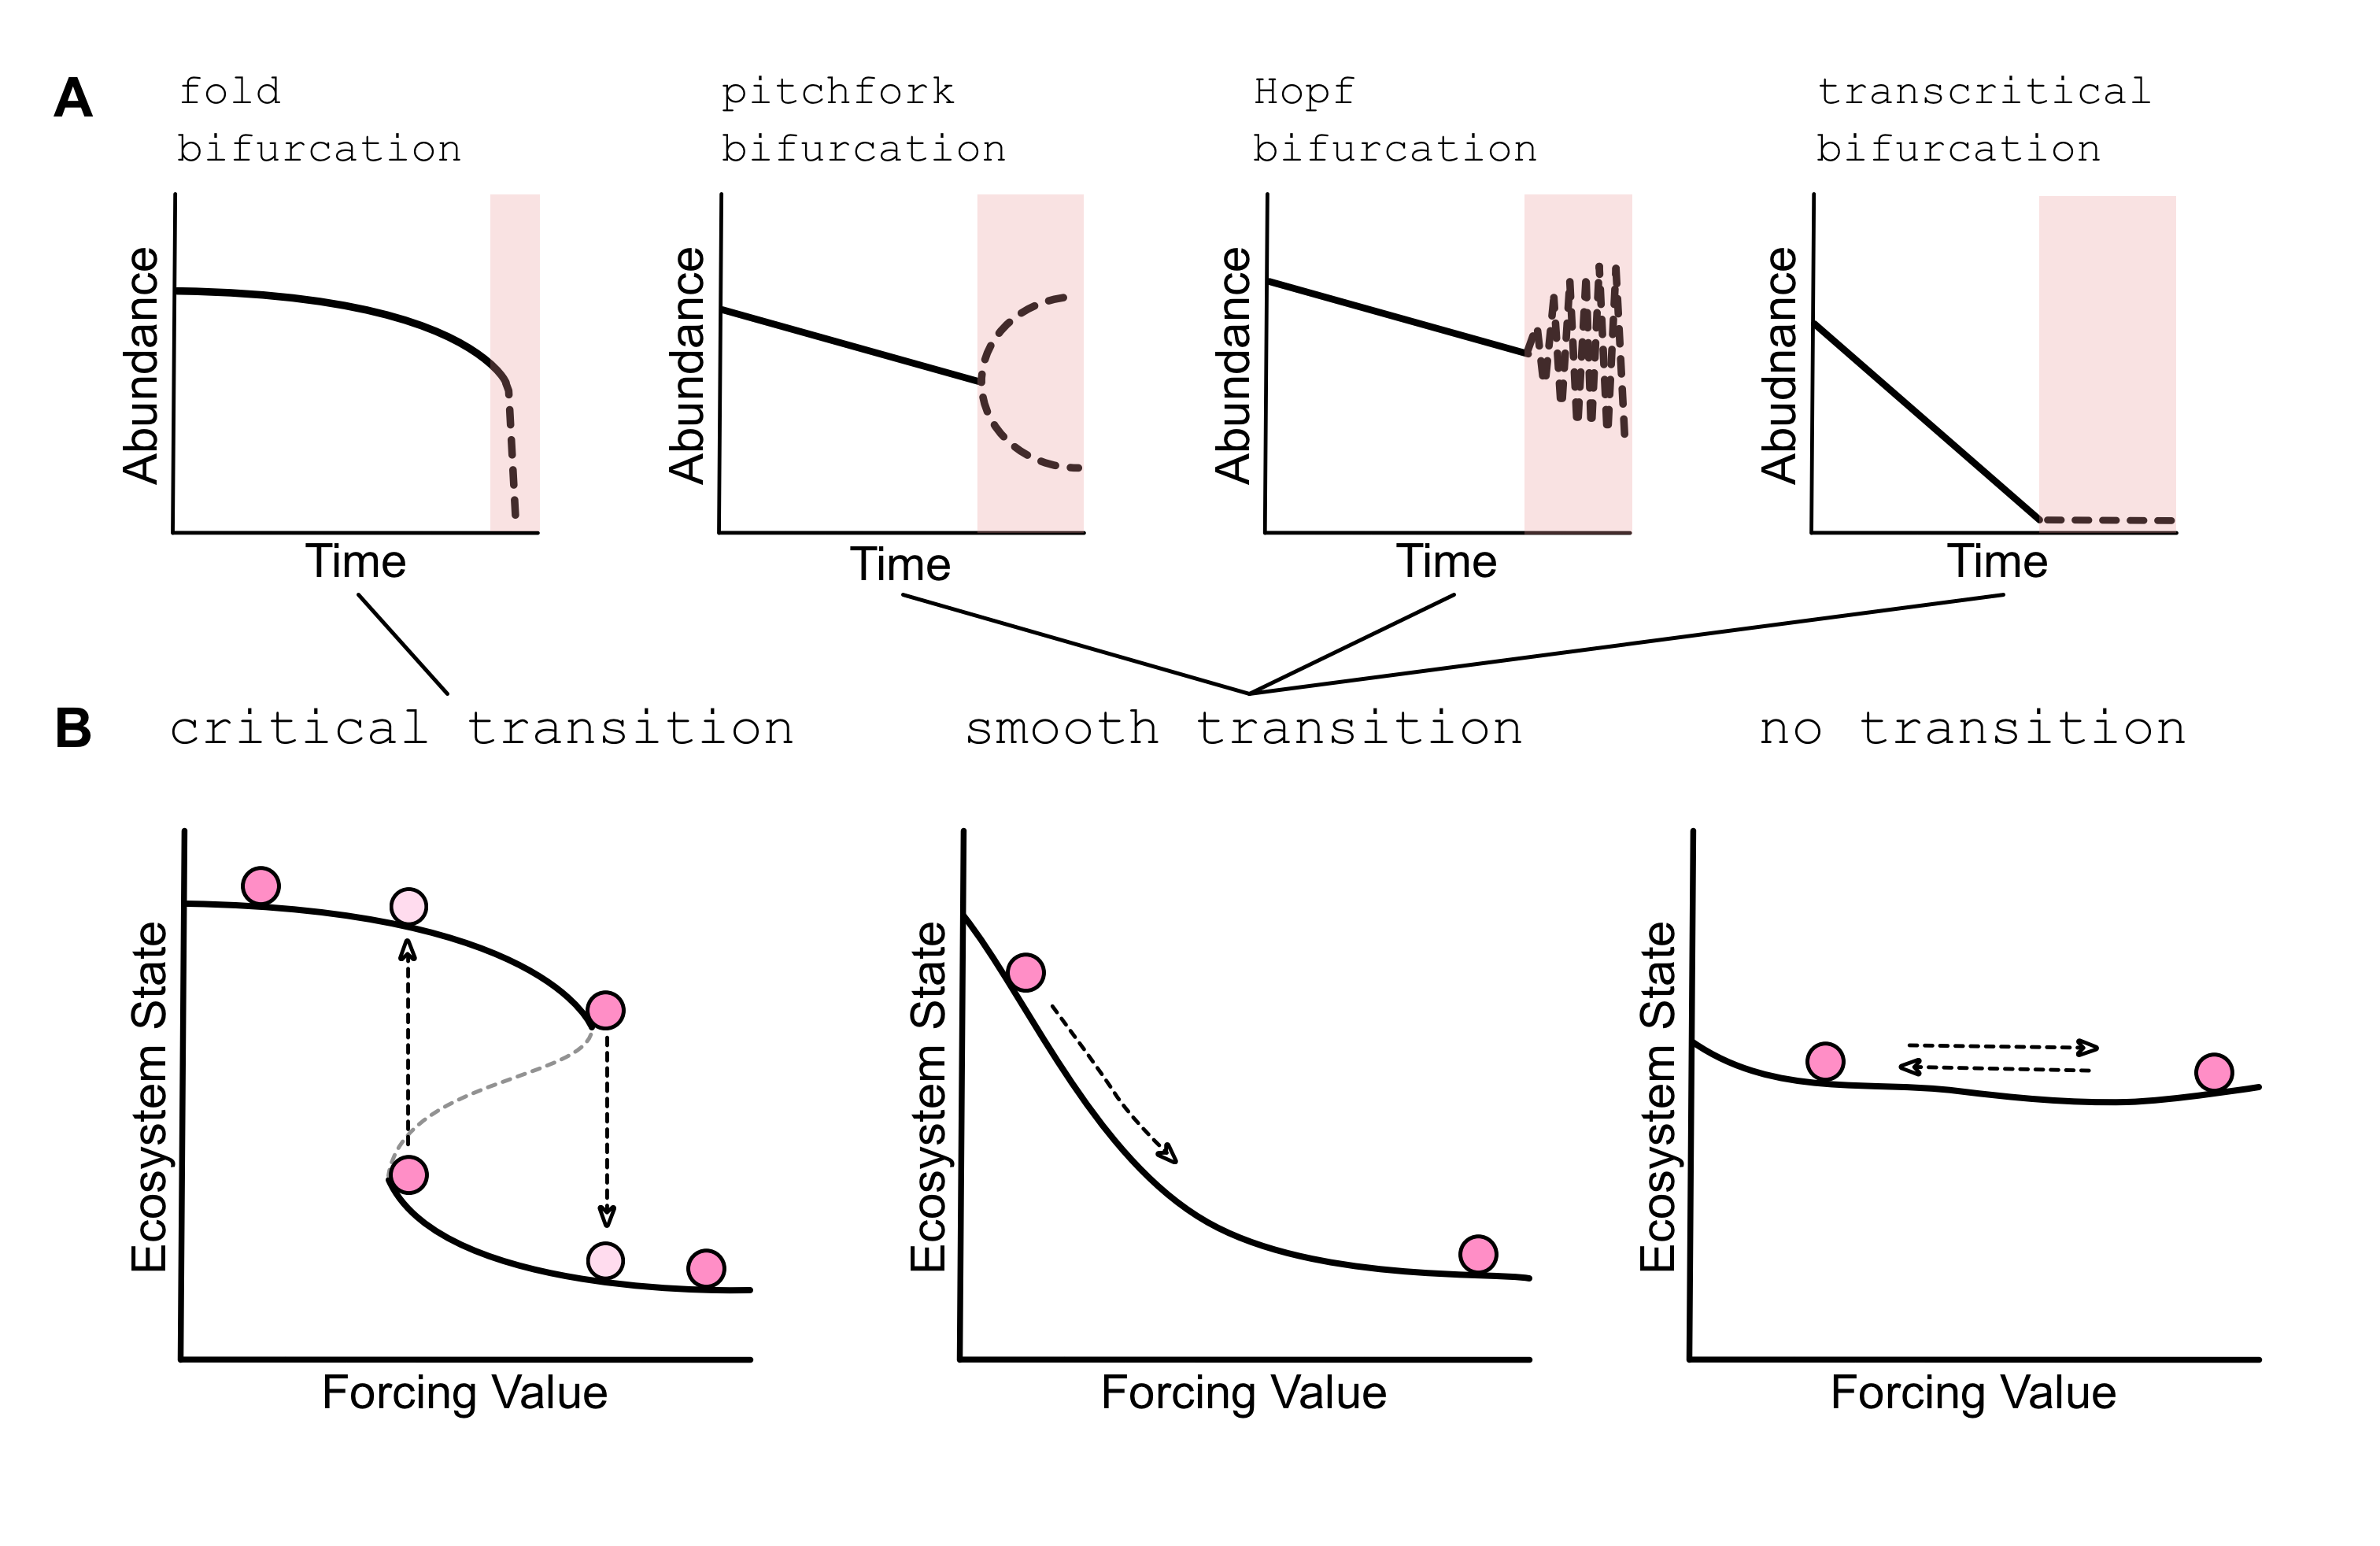 A
fold
bifurcation
pitchfork
bifurcation
Hopf
bifurcation
transcritical
bifurcation
Abundance
Time
Abundance
Time
Abundance
Time
Abudnance
Time
B
critical transition
smooth transition
no transition
Ecosystem State
Forcing Value
Ecosystem State
Forcing Value
Ecosystem State
Forcing Value